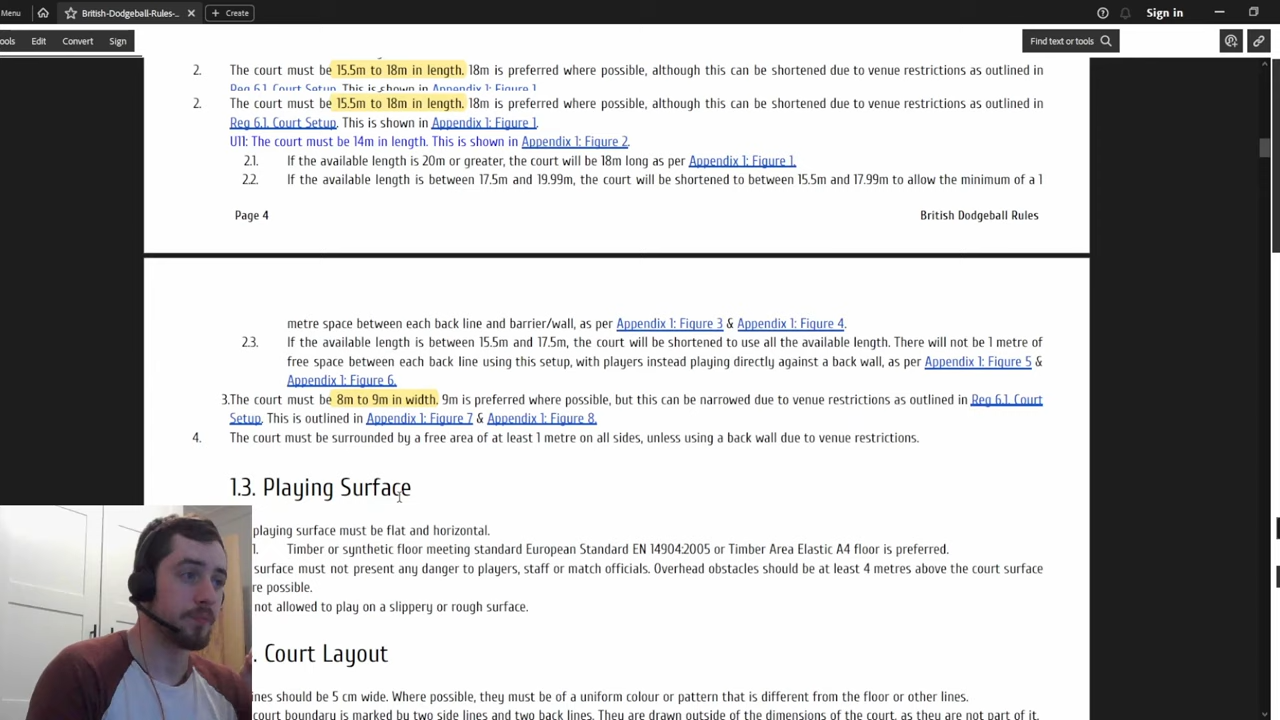 Menu British-Dodgeball-Rules-... Create Sign in
ools Edit Convert Sign Find text or tools
2. The court must be 15.5m to 18m in length. 18m is preferred where possible, although this can be shortened due to venue restrictions as outlined in
Reg 6.1. Court Setup. This is shown in Appendix 1: Figure 1.
2. The court must be 15.5m to 18m in length. 18m is preferred where possible, although this can be shortened due to venue restrictions as outlined in
Reg 6.1. Court Setup. This is shown in Appendix 1: Figure 1.
U11: The court must be 14m in length. This is shown in Appendix 1: Figure 2.
2.1. If the available length is 20m or greater, the court will be 18m long as per Appendix 1: Figure 1.
2.2. If the available length is between 17.5m and 19.99m, the court will be shortened to between 15.5m and 17.99m to allow the minimum of a 1
Page 4 British Dodgeball Rules
metre space between each back line and barrier/wall, as per Appendix 1: Figure 3 & Appendix 1: Figure 4.
2.3. If the available length is between 15.5m and 17.5m, the court will be shortened to use all the available length. There will not be 1 metre of
free space between each back line using this setup, with players instead playing directly against a back wall, as per Appendix 1: Figure 5 &
Appendix 1: Figure 6.
3.The court must be 8m to 9m in width. 9m is preferred where possible, but this can be narrowed due to venue restrictions as outlined in Reg 6.1. Court
Setup. This is outlined in Appendix 1: Figure 7 & Appendix 1: Figure 8.
4. The court must be surrounded by a free area of at least 1 metre on all sides, unless using a back wall due to venue restrictions.
1.3. Playing Surface
playing surface must be flat and horizontal.
1. Timber or synthetic floor meeting standard European Standard EN 14904:2005 or Timber Area Elastic A4 floor is preferred.
surface must not present any danger to players, staff or match officials. Overhead obstacles should be at least 4 metres above the court surface
re possible.
not allowed to play on a slippery or rough surface.
. Court Layout
ines should be 5 cm wide. Where possible, they must be of a uniform colour or pattern that is different from the floor or other lines.
court boundary is marked by two side lines and two back lines. They are drawn outside of the dimensions of the court, as they are not part of it.